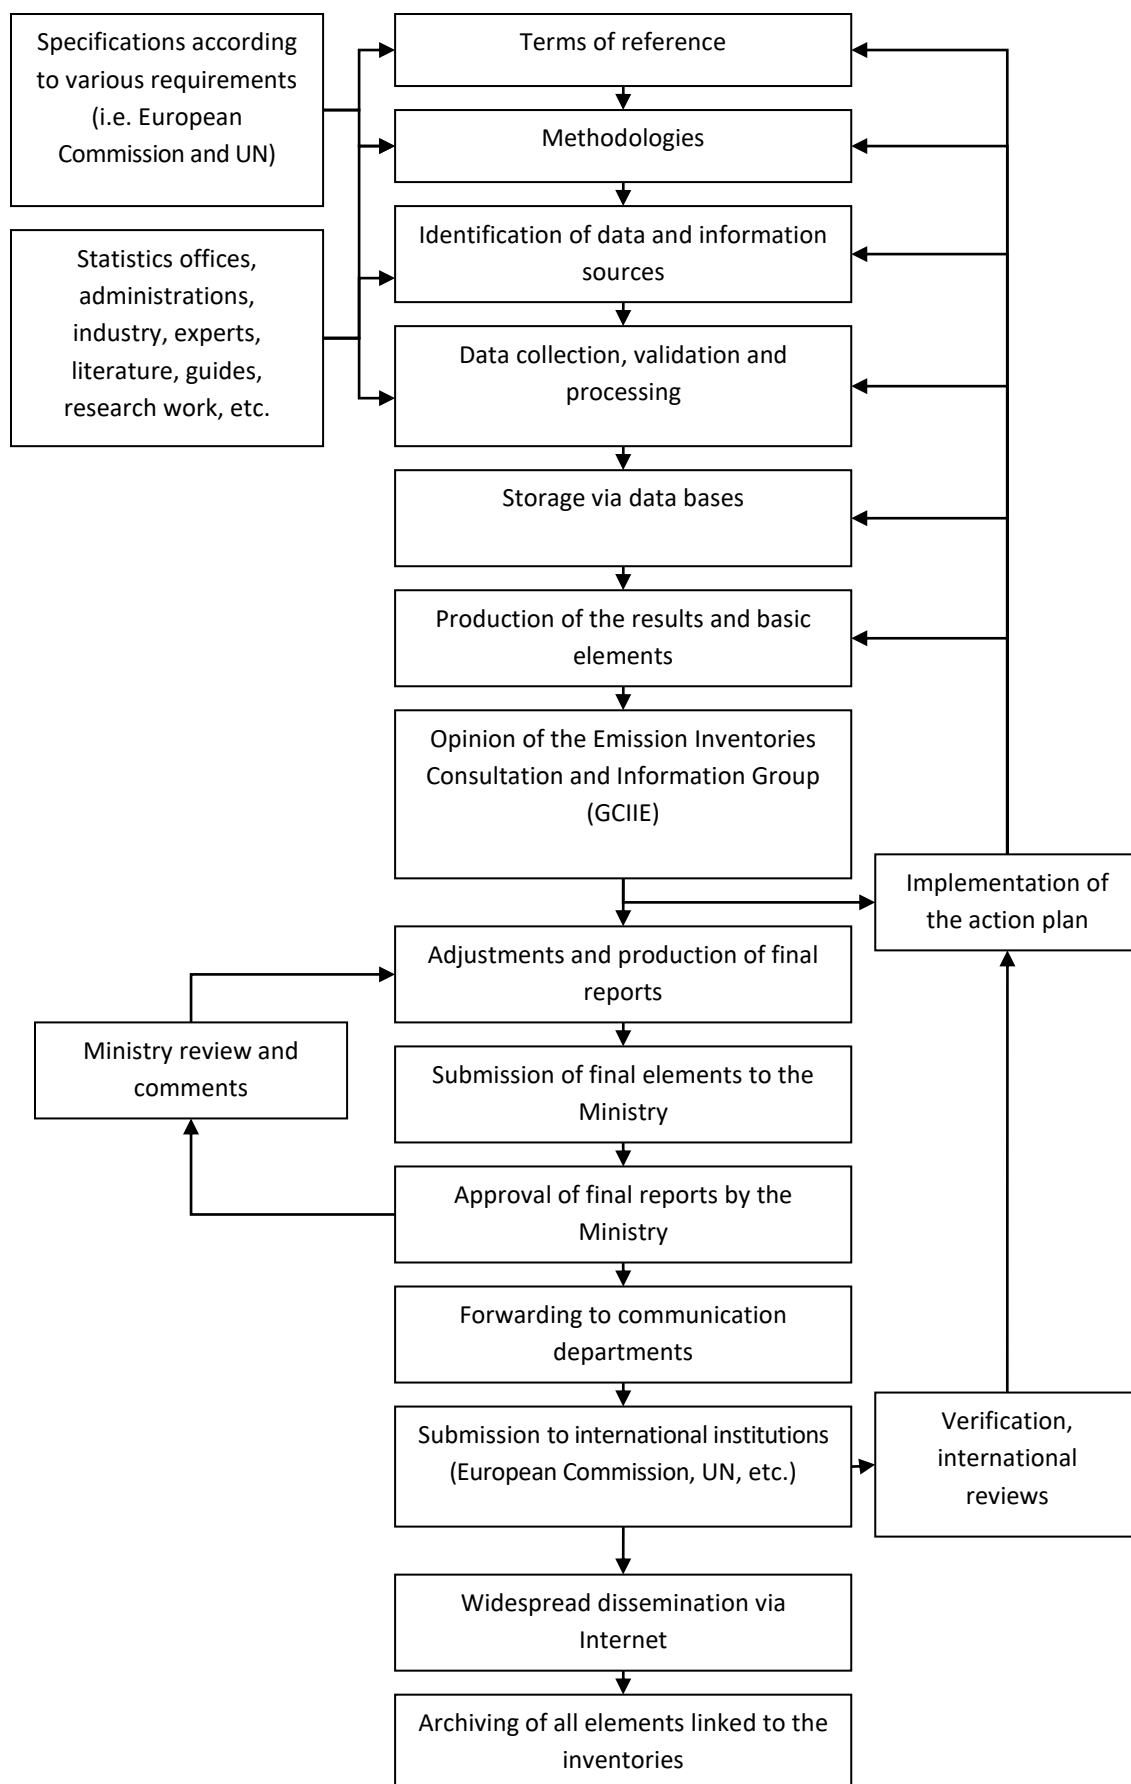 Specifications according
to various requirements
(i.e. European
Commission and UN)
Terms of reference
Methodologies
Statistics offices,
administrations,
industry, experts,
literature, guides,
research work, etc.
Identification of data and information
sources
Data collection, validation and
processing
Storage via data bases
Production of the results and basic
elements
Opinion of the Emission Inventories
Consultation and Information Group
(GCIIE)
Implementation of
the action plan
Adjustments and production of final
reports
Ministry review and
comments
Submission of final elements to the
Ministry
Approval of final reports by the
Ministry
Forwarding to communication
departments
Submission to international institutions
(European Commission, UN, etc.)
Verification,
international
reviews
Widespread dissemination via
Internet
Archiving of all elements linked to the
inventories